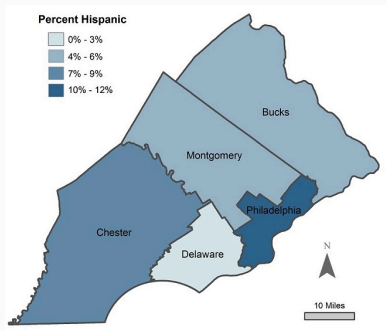 Percent Hispanic
0% - 3%
4% - 6%
7% - 9%
10% - 12%
Bucks
Montgomery
Philadelphia
Chester
Delaware
N
10 Miles